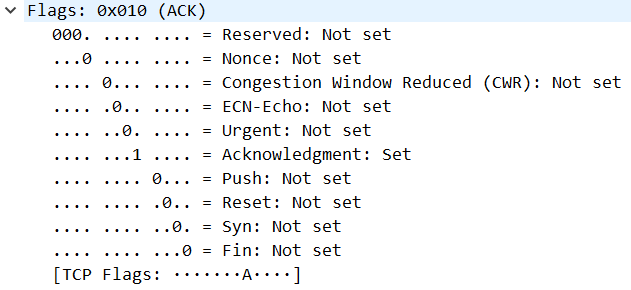 Flags: 0x010 (ACK)
000. .... .... = Reserved: Not set
...0 .... .... = Nonce: Not set
.... 0... .... = Congestion Window Reduced (CWR): Not set
.... .0.. .... = ECN-Echo: Not set
.... ..0. .... = Urgent: Not set
.... ...1 .... = Acknowledgment: Set
.... .... 0... = Push: Not set
.... .... .0.. = Reset: Not set
.... .... ..0. = Syn: Not set
.... .... ...0 = Fin: Not set
[TCP Flags: ·······A····]